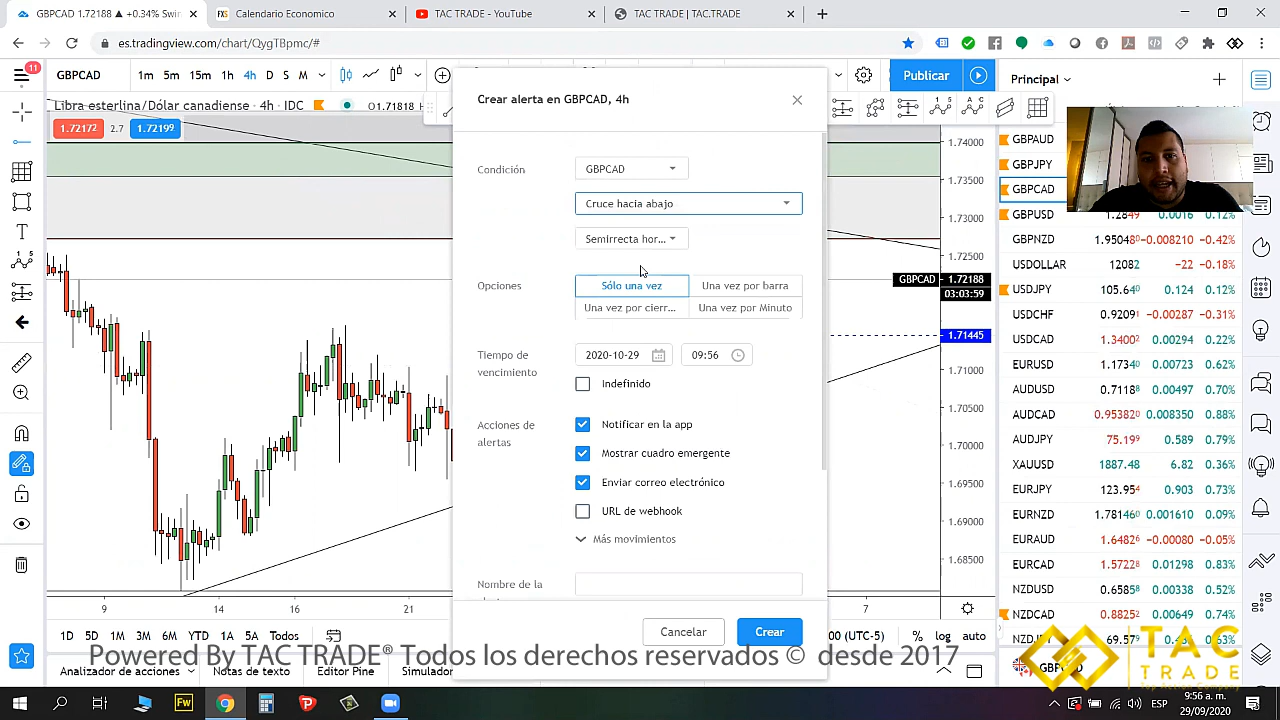 GBPCAD 1.72188 ▲ +0.34% Swin
Calendario Economico
TAC TRADE - YouTube
TAC TRADE | TAC.TRADE
es.tradingview.com/chart/QygTBpmc/#
11
GBPCAD
1m 5m 15m 1h 4h D S M
Publicar
Principal
Libra esterlina/Dólar canadiense · 4h · IDC
O1.71818
1.72172 2.7 1.72199
Crear alerta en GBPCAD, 4h
Condición
GBPCAD
Cruce hacia abajo
Semirrecta hor...
Opciones
Sólo una vez
Una vez por barra
Una vez por cierr...
Una vez por Minuto
Tiempo de vencimiento
2020-10-29
09:56
Indefinido
Acciones de alertas
Notificar en la app
Mostrar cuadro emergente
Enviar correo electrónico
URL de webhook
Más movimientos
Nombre de la
Cancelar
Crear
1.74000
1.73500
1.73000
1.72500
GBPCAD 1.72188
03:03:59
1.71445
1.71000
1.70500
1.70000
1.69500
1.69000
1.68500
9 14 16 21 7
GBPAUD
GBPJPY
GBPCAD
GBPUSD 1.2849 0.0016 0.12%
GBPNZD 1.95048 −0.008210 −0.42%
USDOLLAR 12082 −22 −0.18%
USDJPY 105.64 0.124 0.12%
USDCHF 0.9209 −0.00287 −0.31%
USDCAD 1.3400 0.00294 0.22%
EURUSD 1.1734 0.00723 0.62%
AUDUSD 0.7118 0.00497 0.70%
AUDCAD 0.95382 0.008350 0.88%
AUDJPY 75.19 0.589 0.79%
XAUUSD 1887.48 6.82 0.36%
EURJPY 123.95 0.903 0.73%
EURNZD 1.78146 0.001610 0.09%
EURAUD 1.6482 −0.00080 −0.05%
EURCAD 1.5722 0.01298 0.83%
NZDUSD 0.6585 0.00338 0.52%
NZDCAD 0.8825 0.00649 0.74%
1D 5D 1M 3M 6M YTD 1A 5A Todos
(UTC-5) % log auto
Powered By TAC TRADE® Todos los derechos reservados © desde 2017
Analizador de acciones
Notas de texto
Editor Pine
TAC
TRADE
Top Action Company
Fw
ESP
9:56 a. m.
29/09/2020